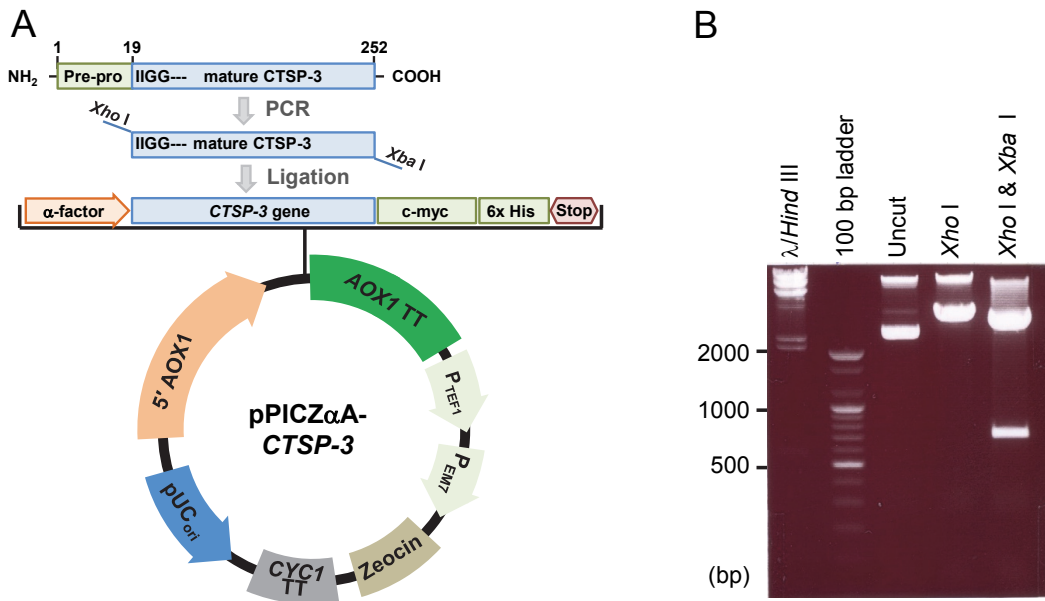 A
1 19 252
NH2 Pre-pro IIGG--- mature CTSP-3 COOH
PCR
Xho I
IIGG--- mature CTSP-3
Xba I
Ligation
α-factor CTSP-3 gene c-myc 6x His Stop
5' AOX1
AOX1 TT
PTEF1
PEM7
Zeocin
CYC1
TT
pUCori
pPICZαA-
CTSP-3
B
λ/Hind III
100 bp ladder
Uncut
Xho I
Xho I & Xba I
2000
1000
500
(bp)